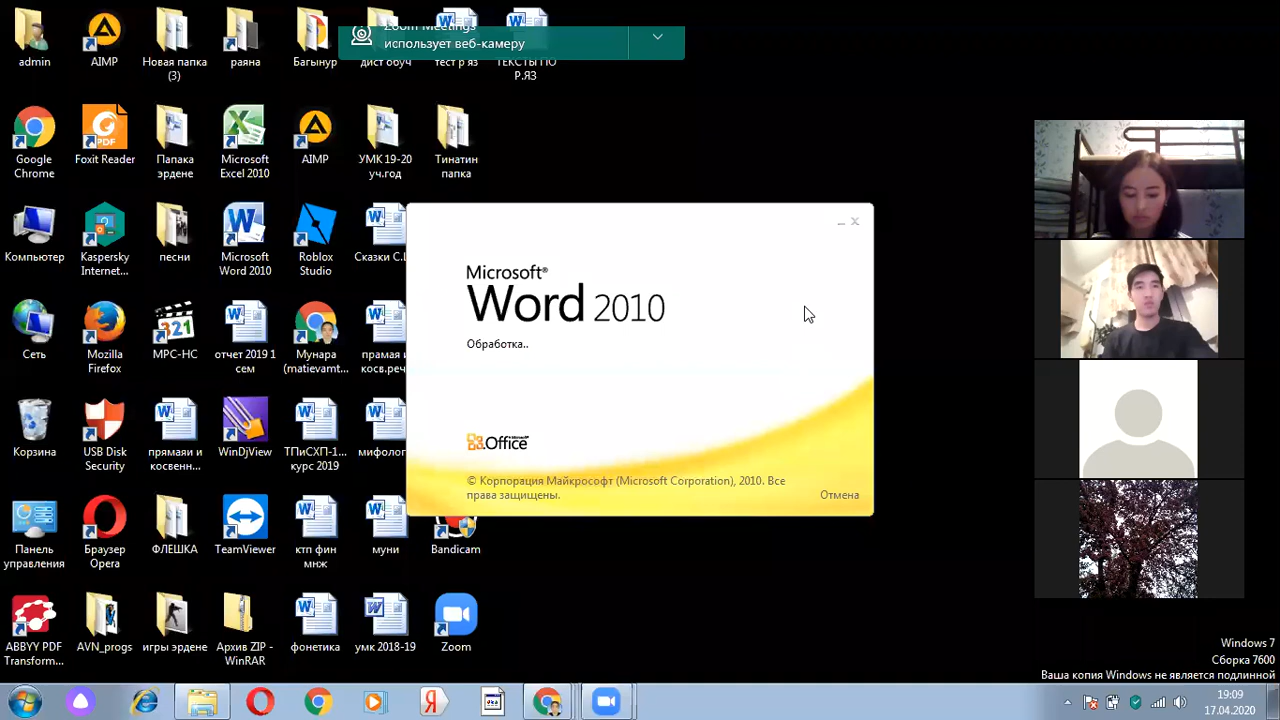 Zoom Meetings
использует веб-камеру
admin
AIMP
Новая папка
(3)
раяна
Багынур
дист обуч
тест р яз
ТЕКСТЫ ПО
Р.ЯЗ
Google
Chrome
Foxit Reader
Папака
эрдене
Microsoft
Excel 2010
AIMP
УМК 19-20
уч.год
Тинатин
папка
Компьютер
Kaspersky
Internet...
песни
Microsoft
Word 2010
Roblox
Studio
Сказки С.Ш
Сеть
Mozilla
Firefox
321
MPC-HC
отчет 2019 1
сем
Мунара
(matievamt...
прамая и
косв.реч
Корзина
USB Disk
Security
прямаяи и
косвенн...
WinDjView
ТПиСХП-1...
курс 2019
мифолог
Панель
управления
Браузер
Opera
ФЛЕШКА
TeamViewer
ктп фин
мнж
муни
Bandicam
ABBYY PDF
Transform...
AVN_progs
игры эрдене
Архив ZIP -
WinRAR
фонетика
умк 2018-19
Zoom
Microsoft®
Word 2010
Обработка..
Microsoft®
Office
© Корпорация Майкрософт (Microsoft Corporation), 2010. Все
права защищены.
Отмена
Windows 7
Сборка 7600
Ваша копия Windows не является подлинной
19:09
17.04.2020